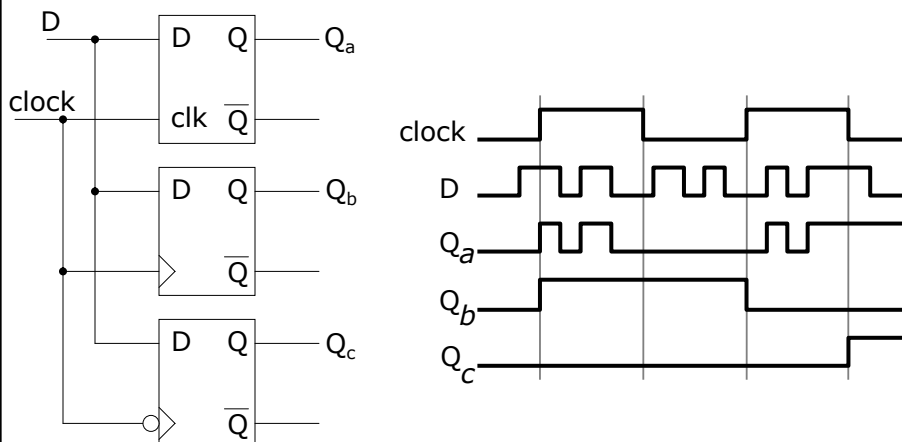 D
D Q Qa
clock
clk Q
D Q Qb
Q
D Q Qc
Q
clock
D
Qa
Qb
Qc